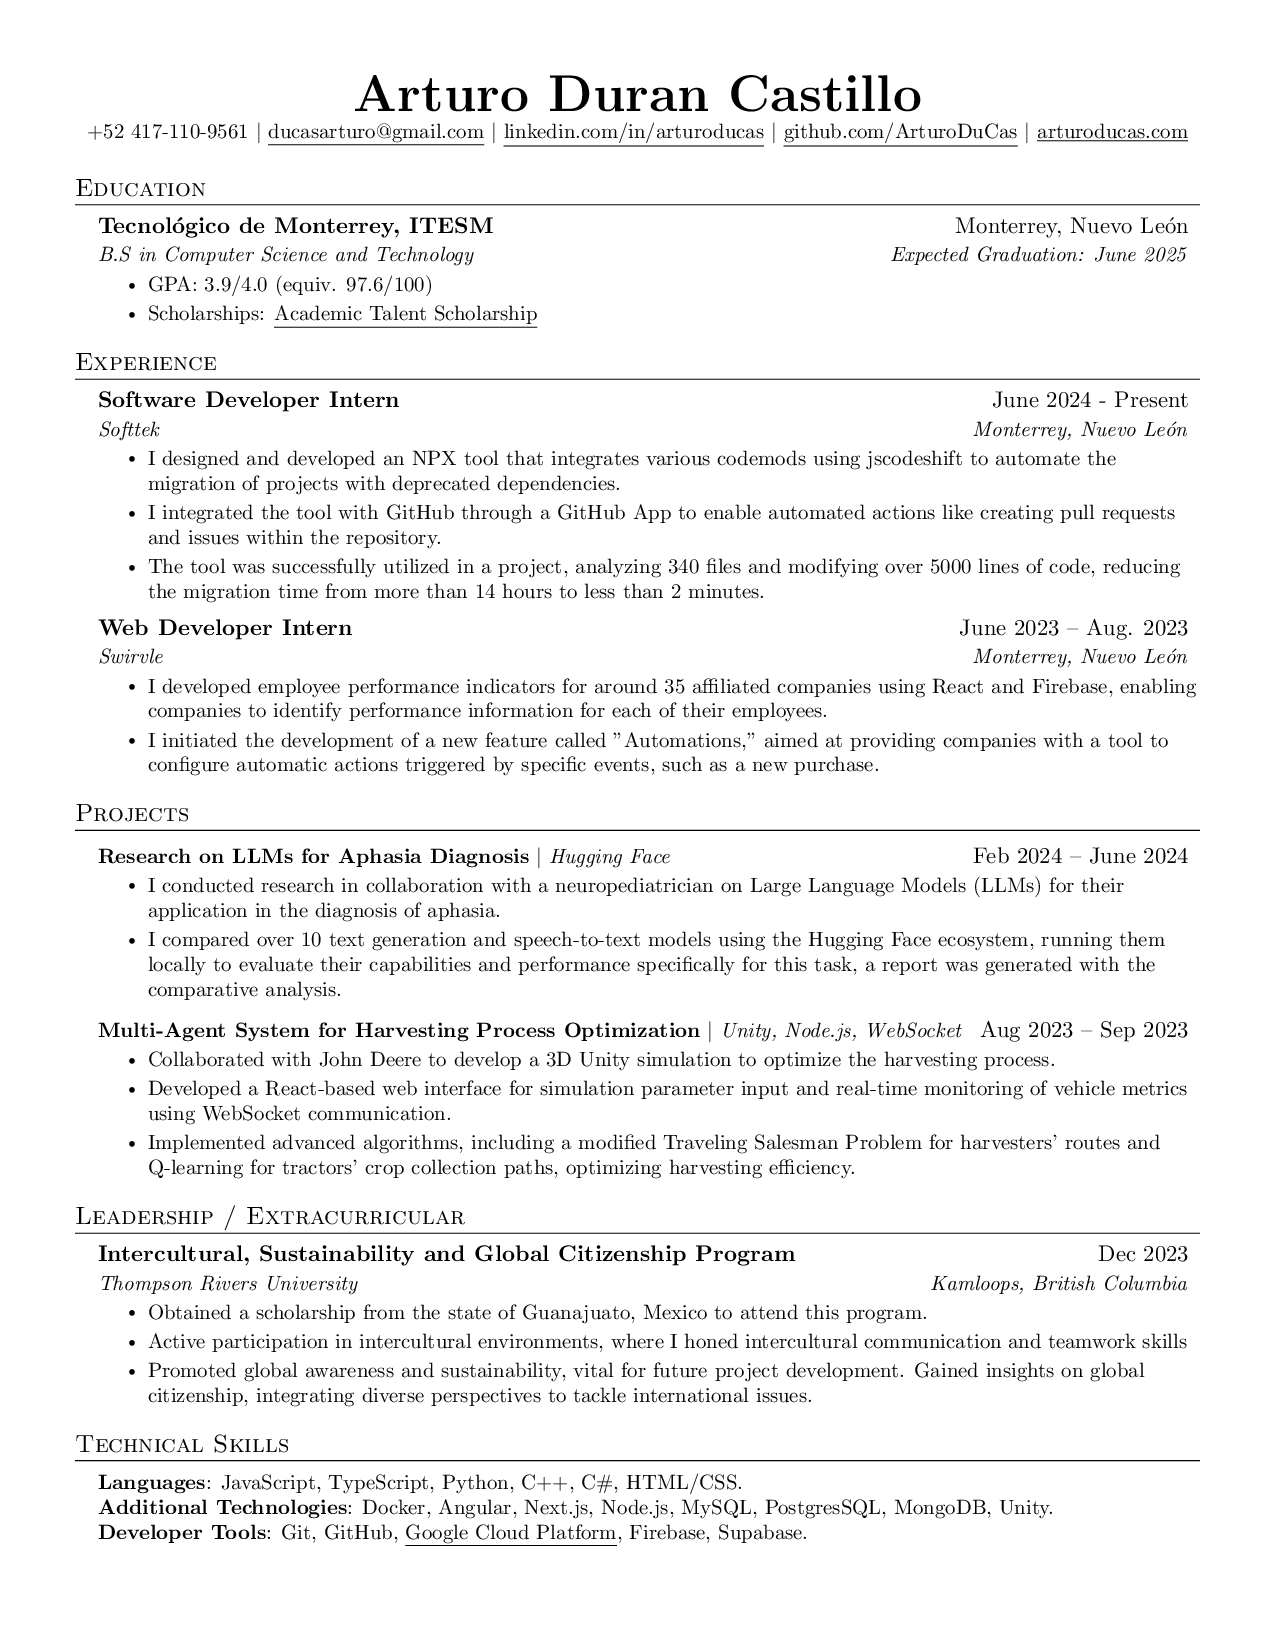 Arturo Duran Castillo
+52 417-110-9561 | ducasarturo@gmail.com | linkedin.com/in/arturoducas | github.com/ArturoDuCas | arturoducas.com
Education
Tecnológico de Monterrey, ITESM Monterrey, Nuevo León
B.S in Computer Science and Technology Expected Graduation: June 2025
• GPA: 3.9/4.0 (equiv. 97.6/100)
• Scholarships: Academic Talent Scholarship
Experience
Software Developer Intern June 2024 - Present
Softtek Monterrey, Nuevo León
• I designed and developed an NPX tool that integrates various codemods using jscodeshift to automate the
migration of projects with deprecated dependencies.
• I integrated the tool with GitHub through a GitHub App to enable automated actions like creating pull requests
and issues within the repository.
• The tool was successfully utilized in a project, analyzing 340 files and modifying over 5000 lines of code, reducing
the migration time from more than 14 hours to less than 2 minutes.
Web Developer Intern June 2023 – Aug. 2023
Swirvle Monterrey, Nuevo León
• I developed employee performance indicators for around 35 affiliated companies using React and Firebase, enabling
companies to identify performance information for each of their employees.
• I initiated the development of a new feature called ”Automations,” aimed at providing companies with a tool to
configure automatic actions triggered by specific events, such as a new purchase.
Projects
Research on LLMs for Aphasia Diagnosis | Hugging Face Feb 2024 – June 2024
• I conducted research in collaboration with a neuropediatrician on Large Language Models (LLMs) for their
application in the diagnosis of aphasia.
• I compared over 10 text generation and speech-to-text models using the Hugging Face ecosystem, running them
locally to evaluate their capabilities and performance specifically for this task, a report was generated with the
comparative analysis.
Multi-Agent System for Harvesting Process Optimization | Unity, Node.js, WebSocket Aug 2023 – Sep 2023
• Collaborated with John Deere to develop a 3D Unity simulation to optimize the harvesting process.
• Developed a React-based web interface for simulation parameter input and real-time monitoring of vehicle metrics
using WebSocket communication.
• Implemented advanced algorithms, including a modified Traveling Salesman Problem for harvesters’ routes and
Q-learning for tractors’ crop collection paths, optimizing harvesting efficiency.
Leadership / Extracurricular
Intercultural, Sustainability and Global Citizenship Program Dec 2023
Thompson Rivers University Kamloops, British Columbia
• Obtained a scholarship from the state of Guanajuato, Mexico to attend this program.
• Active participation in intercultural environments, where I honed intercultural communication and teamwork skills
• Promoted global awareness and sustainability, vital for future project development. Gained insights on global
citizenship, integrating diverse perspectives to tackle international issues.
Technical Skills
Languages: JavaScript, TypeScript, Python, C++, C#, HTML/CSS.
Additional Technologies: Docker, Angular, Next.js, Node.js, MySQL, PostgresSQL, MongoDB, Unity.
Developer Tools: Git, GitHub, Google Cloud Platform, Firebase, Supabase.